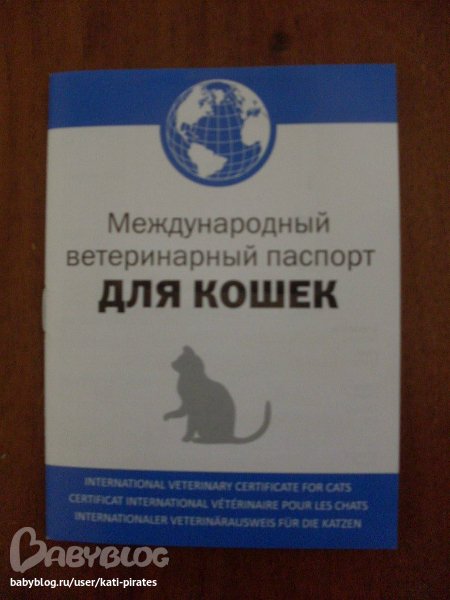 Международный
ветеринарный паспорт
ДЛЯ КОШЕК
INTERNATIONAL VETERINARY CERTIFICATE FOR CATS
CERTIFICAT INTERNATIONAL VÉTÉRINAIRE POUR LES CHATS
INTERNATIONALER VETERINÄRAUSWEIS FÜR DIE KATZEN
BABYBLOG
babyblog.ru/user/kati-pirates